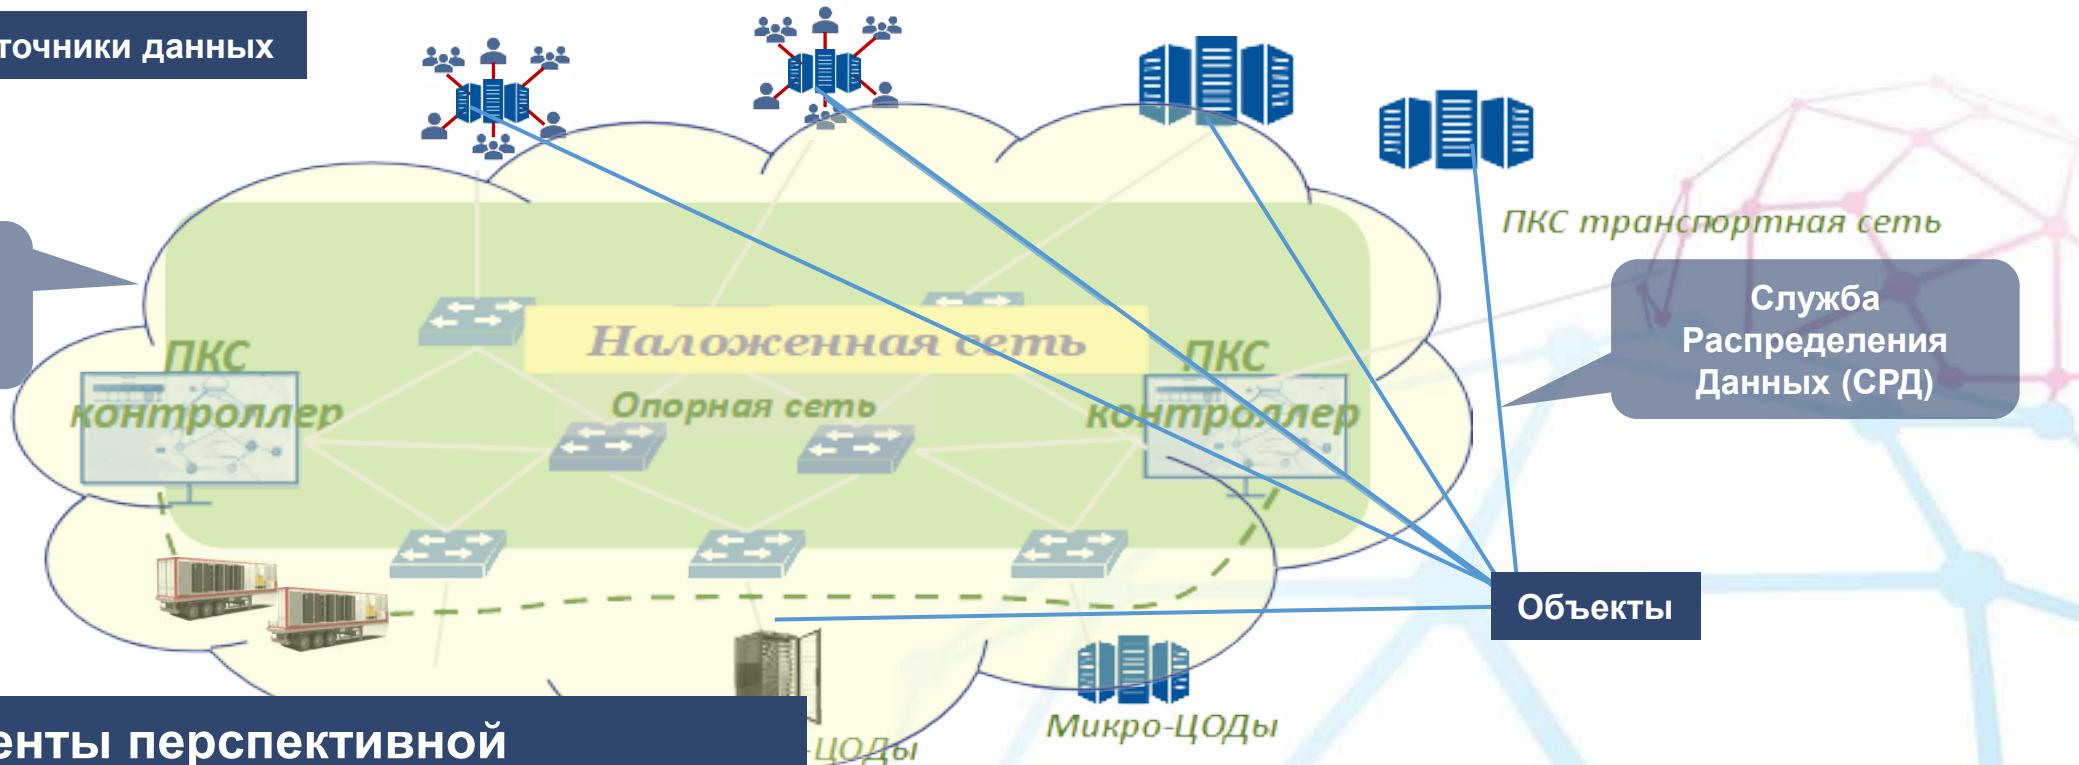 точники данных
ПКС транспортная сеть
Служба
Распределения
Данных (СРД)
Наложенная сеть
ПКС
контроллер
ПКС
контроллер
Опорная сеть
Объекты
Микро-ЦОДы
-ЦОДы
енты перспективной